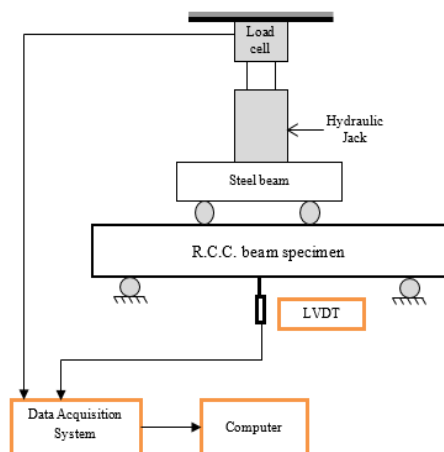 Load
cell
Hydraulic
Jack
Steel beam
R.C.C. beam specimen
LVDT
Data Acquisition
System
Computer